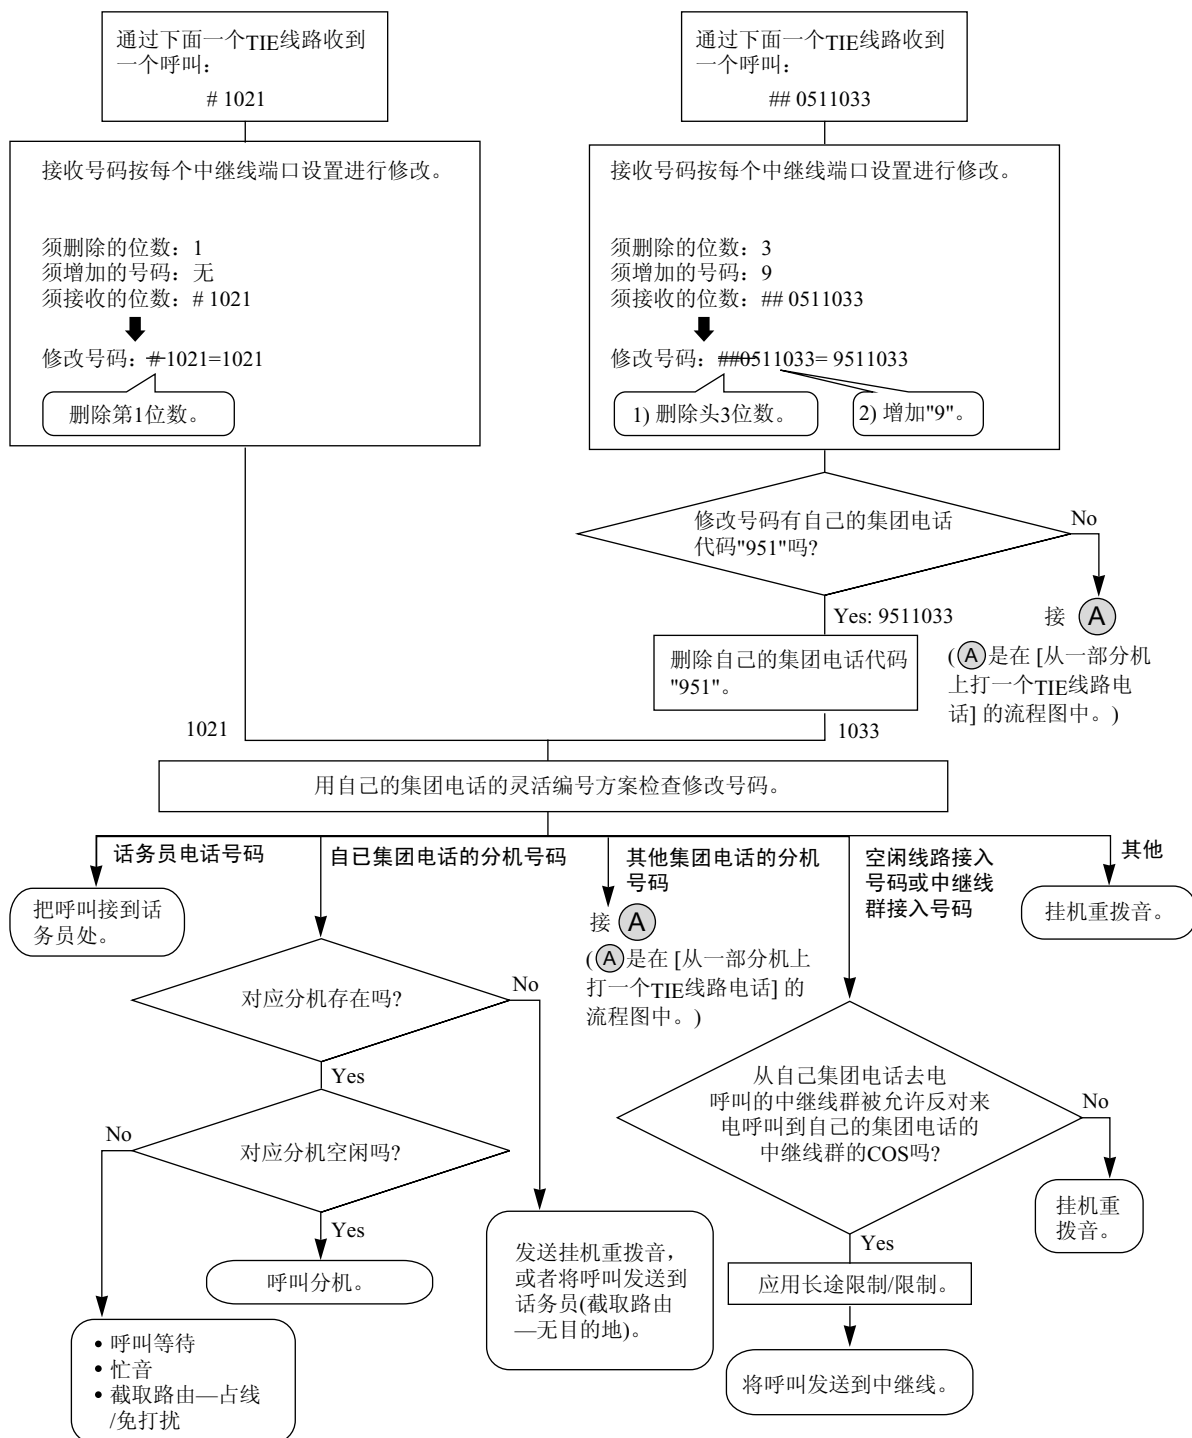 通过下面一个TIE线路收到
一个呼叫：
# 1021
接收号码按每个中继线端口设置进行修改。
须删除的位数：1
须增加的号码：无
须接收的位数：# 1021
修改号码：# 1021=1021
删除第1位数。
通过下面一个TIE线路收到
一个呼叫：
## 0511033
接收号码按每个中继线端口设置进行修改。
须删除的位数：3
须增加的号码：9
须接收的位数：## 0511033
修改号码：##0511033= 9511033
1) 删除头3位数。
2) 增加"9"。
修改号码有自己的集团电话
代码"951"吗?
No
接 A
(A是在 [从一部分机
上打一个TIE线路电
话] 的流程图中。)
Yes: 9511033
删除自己的集团电话代码
"951"。
1021
1033
用自己的集团电话的灵活编号方案检查修改号码。
话务员电话号码
把呼叫接到话
务员处。
自已集团电话的分机号码
其他集团电话的分机
号码
接 A
(A是在 [从一部分机上
打一个TIE线路电话] 的
流程图中。)
空闲线路接入
号码或中继线
群接入号码
其他
挂机重拨音。
对应分机存在吗?
No
Yes
对应分机空闲吗?
No
Yes
呼叫分机。
• 呼叫等待
• 忙音
• 截取路由—占线
/免打扰
发送挂机重拨音，
或者将呼叫发送到
话务员(截取路由
—无目的地)。
从自己集团电话去电
呼叫的中继线群被允许反对来
电呼叫到自己的集团电话的
中继线群的COS吗?
No
挂机重
拨音。
Yes
应用长途限制/限制。
将呼叫发送到中继线。